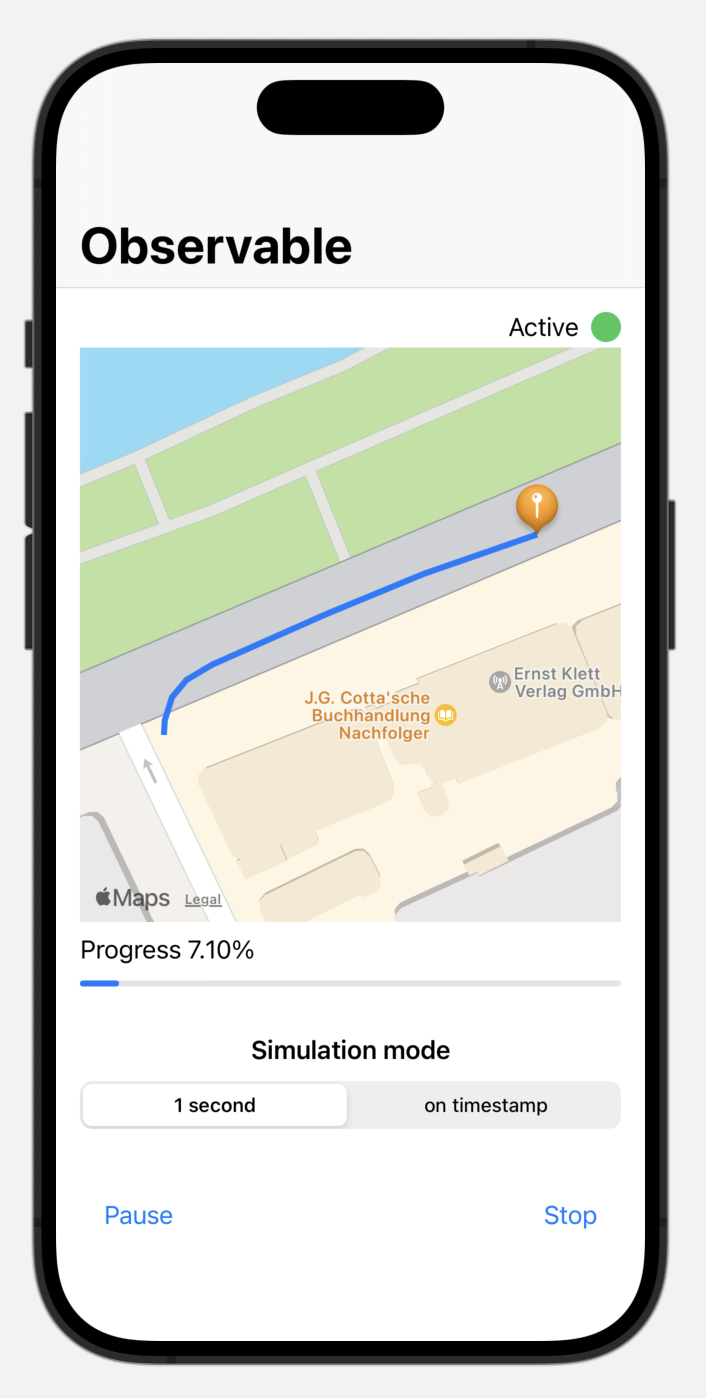 Observable
Active
Ernst Klett
Verlag GmbH
J.G. Cotta'sche
Buchhandlung
Nachfolger
Maps Legal
Progress 7.10%
Simulation mode
1 second on timestamp
Pause Stop